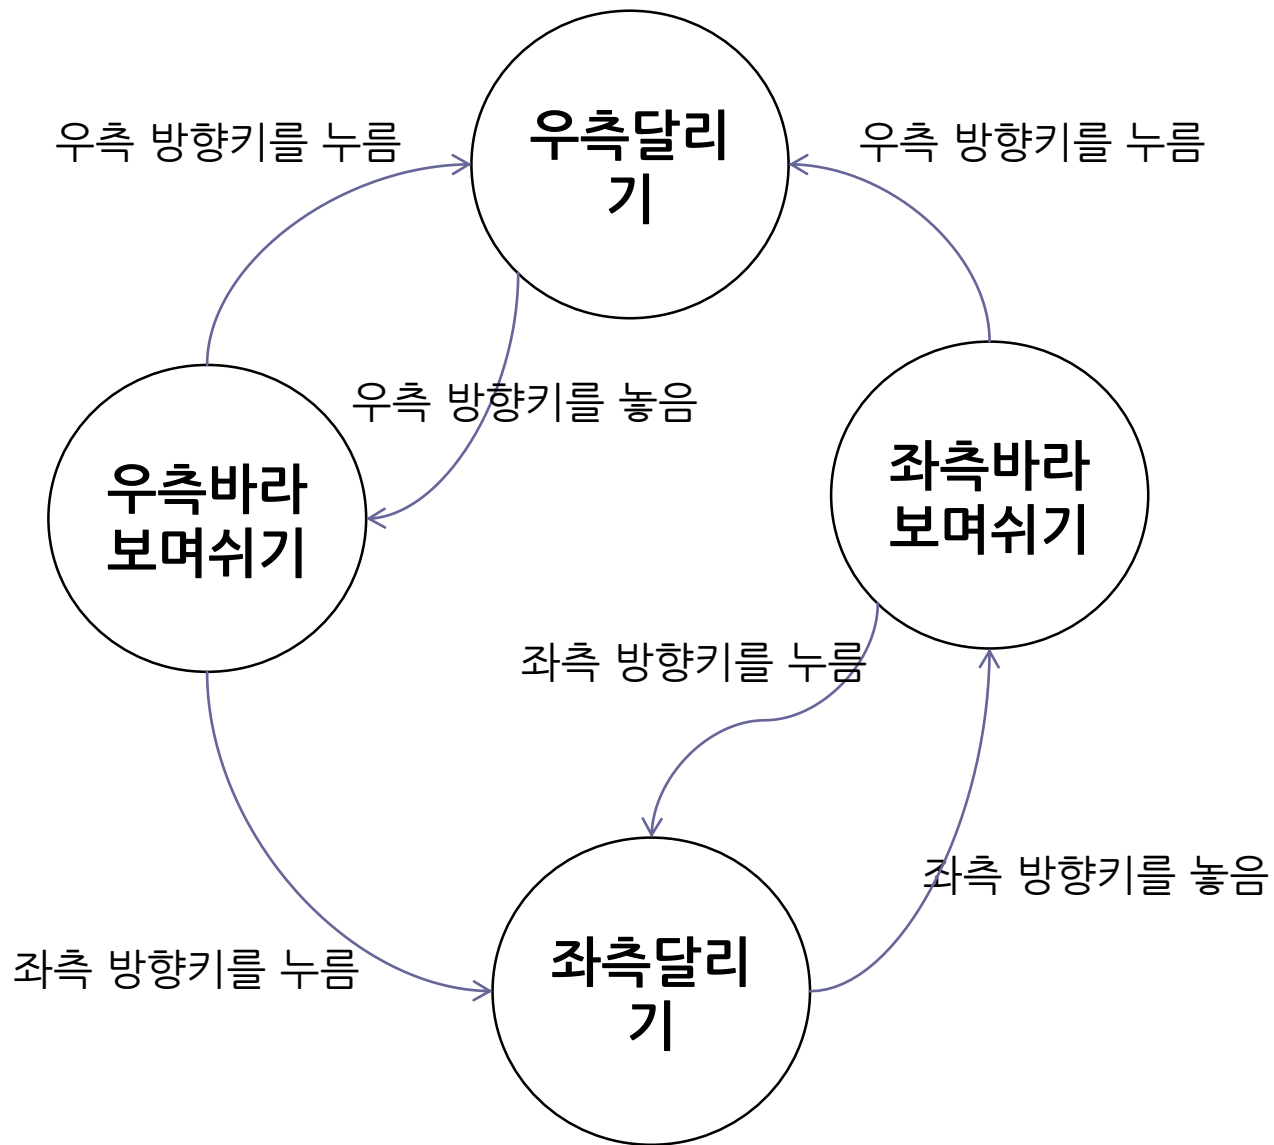 우측달리
기
우측 방향키를 누름
우측 방향키를 누름
우측 방향키를 놓음
우측바라
보며쉬기
좌측바라
보며쉬기
좌측 방향키를 누름
좌측 방향키를 놓음
좌측 방향키를 누름
좌측달리
기